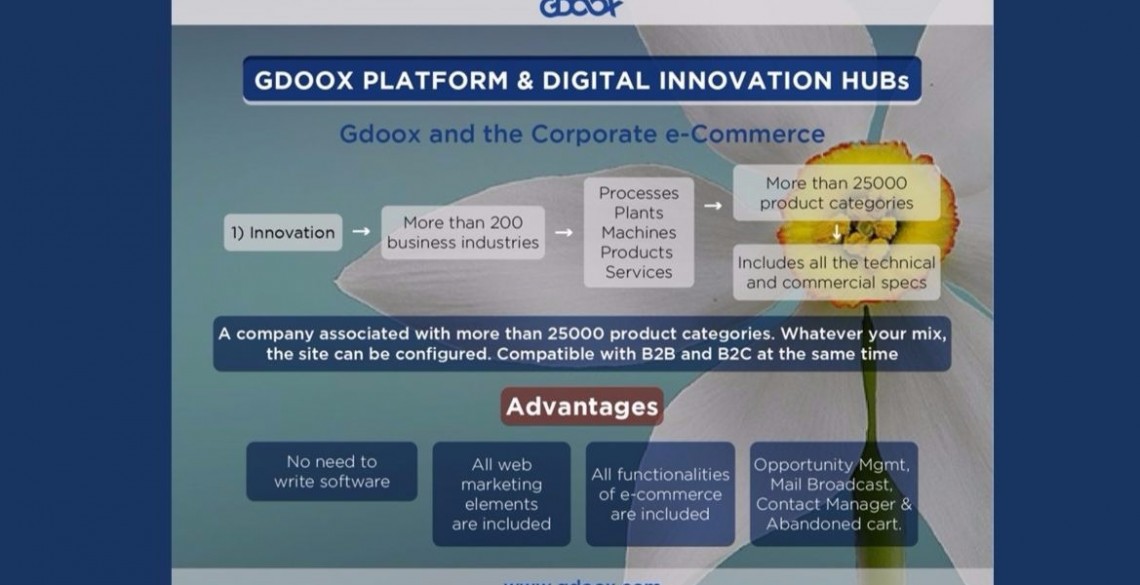 GDOOX
GDOOX PLATFORM & DIGITAL INNOVATION HUBs
Gdoox and the Corporate e-Commerce
1) Innovation
→
More than 200
business industries
→
Processes
Plants
Machines
Products
Services
→
More than 25000
product categories
↓
Includes all the technical
and commercial specs
A company associated with more than 25000 product categories. Whatever your mix,
the site can be configured. Compatible with B2B and B2C at the same time
Advantages
No need to
write software
All web
marketing
elements
are included
All functionalities
of e-commerce
are included
Opportunity Mgmt,
Mail Broadcast,
Contact Manager &
Abandoned cart.
www.gdoox.com